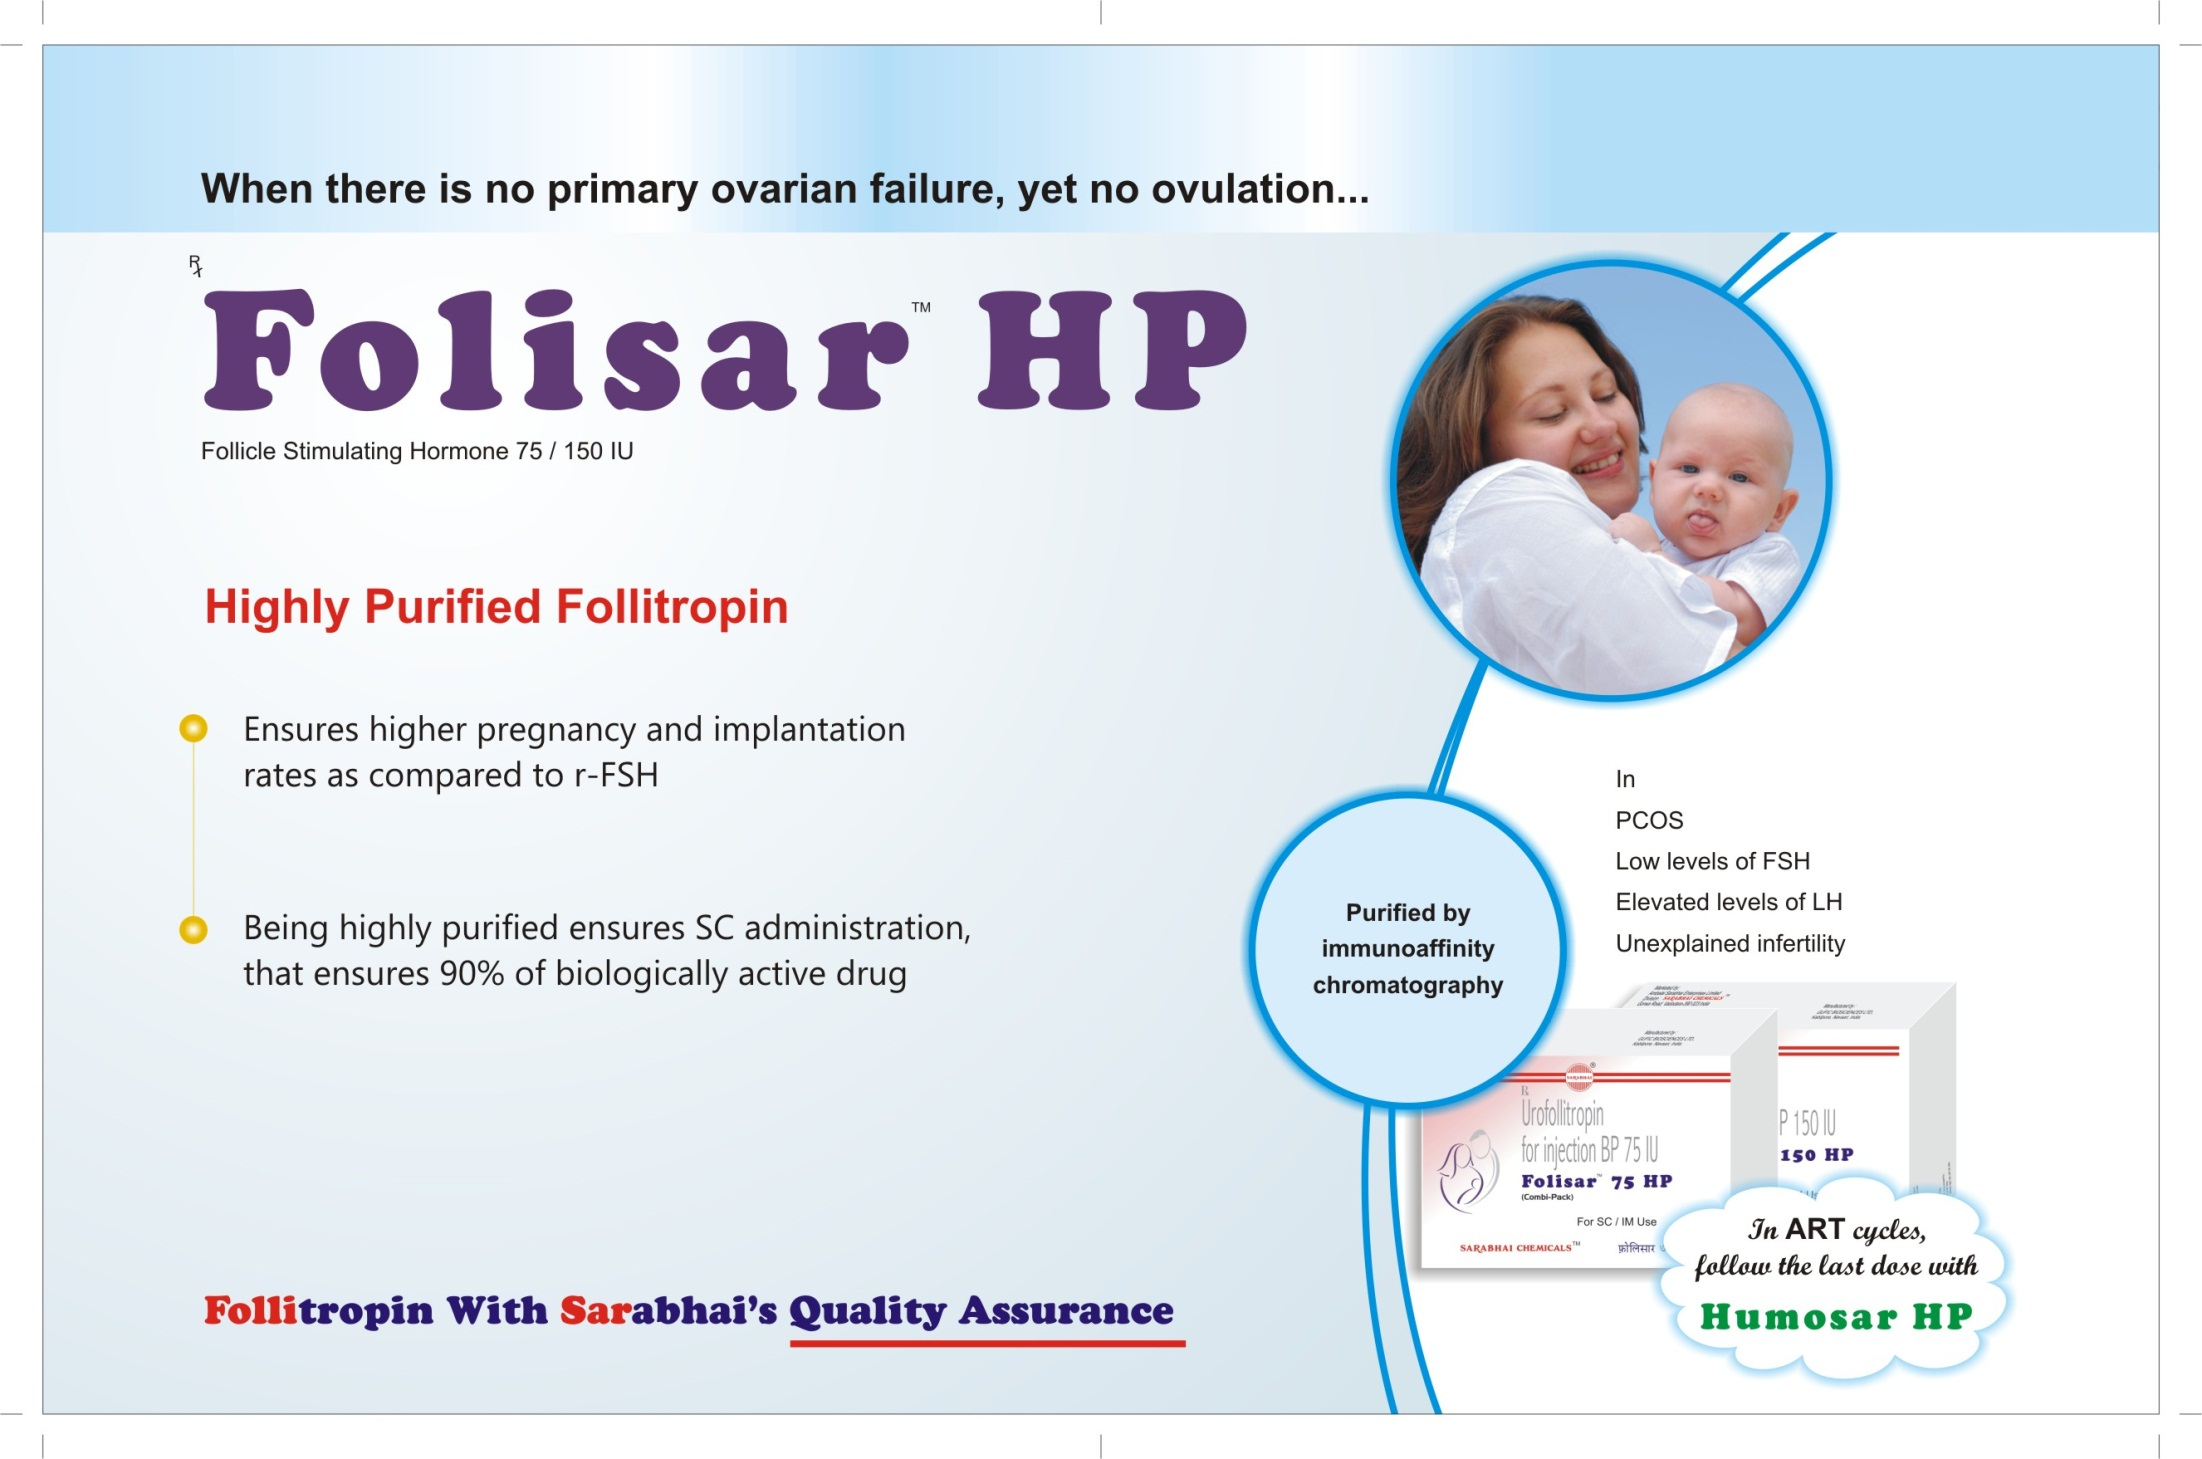 When there is no primary ovarian failure, yet no ovulation...
℞
Folisar™ HP
Follicle Stimulating Hormone 75 / 150 IU
Highly Purified Follitropin
Ensures higher pregnancy and implantation
rates as compared to r-FSH
Being highly purified ensures SC administration,
that ensures 90% of biologically active drug
Purified by
immunoaffinity
chromatography
In
PCOS
Low levels of FSH
Elevated levels of LH
Unexplained infertility
SARABHAI CHEMICALS
SARABHAI
®
℞
Urofollitropin
for injection BP 75 IU
Folisar™ 75 HP
(Combi-Pack)
For SC / IM Use
SARABHAI CHEMICALS™
फ़ोलिसार
P 150 IU
150 HP
In ART cycles,
follow the last dose with
Humosar HP
Follitropin With Sarabhai's Quality Assurance